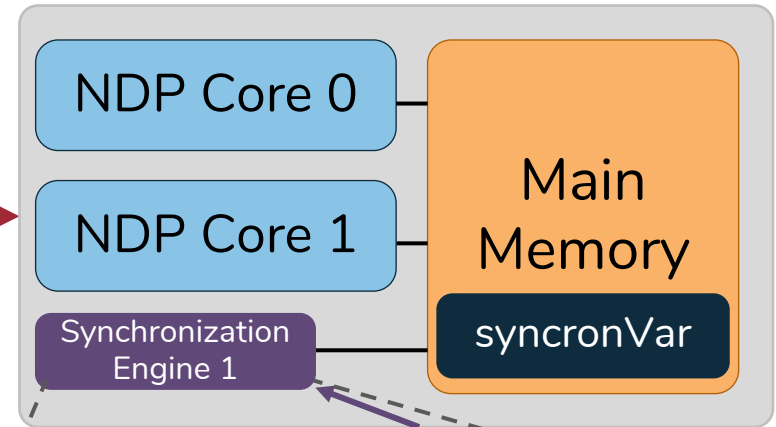 NDP Core 0
NDP Core 1
Synchronization
Engine 1
Main
Memory
syncronVar